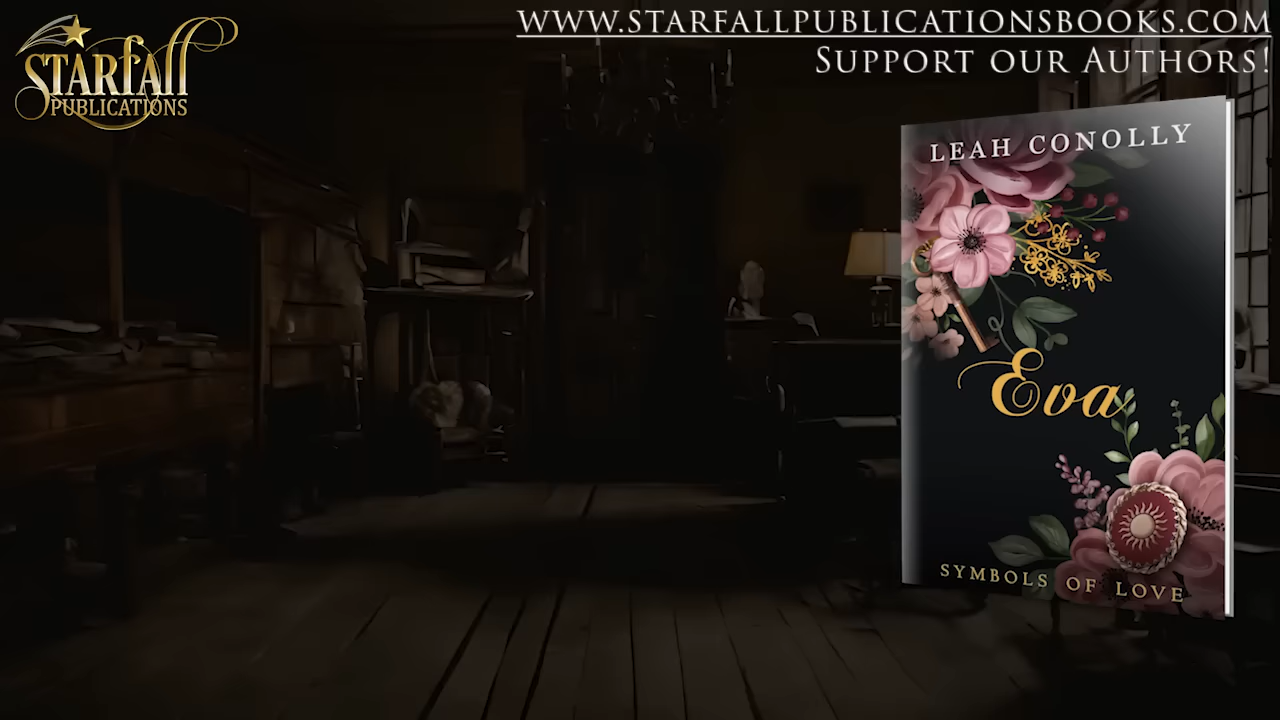 STARfall
PUBLICATIONS
WWW.STARFALLPUBLICATIONSBOOKS.COM
SUPPORT OUR AUTHORS!
LEAH CONOLLY
Eva
SYMBOLS OF LOVE